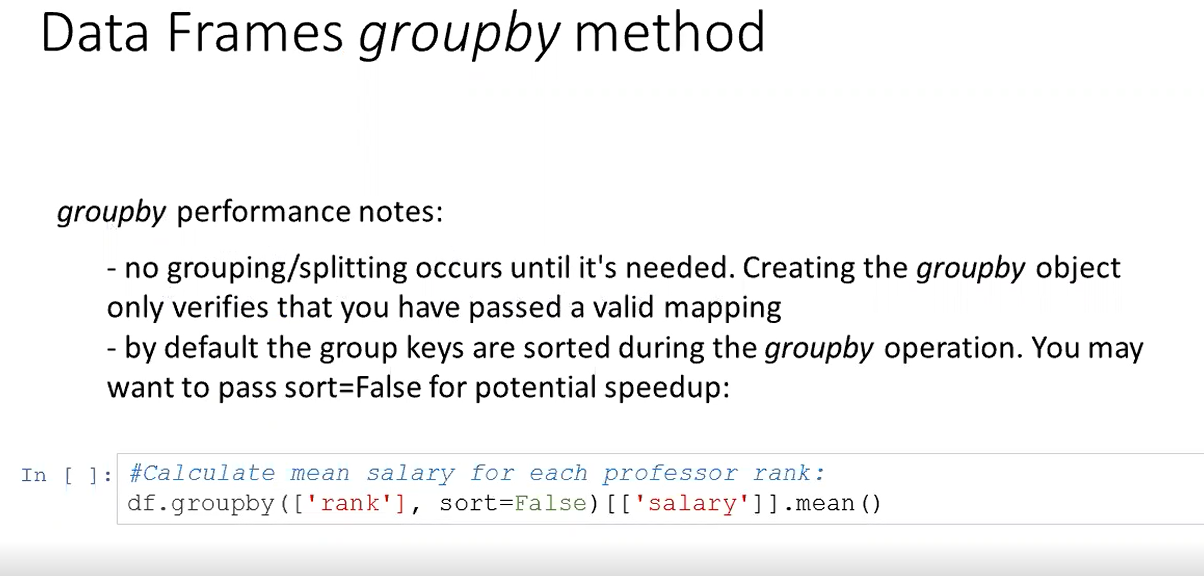 Data Frames groupby method
groupby performance notes:
- no grouping/splitting occurs until it's needed. Creating the groupby object
only verifies that you have passed a valid mapping
- by default the group keys are sorted during the groupby operation. You may
want to pass sort=False for potential speedup:
In [ ]: #Calculate mean salary for each professor rank:
df.groupby(['rank'], sort=False)[['salary']].mean()